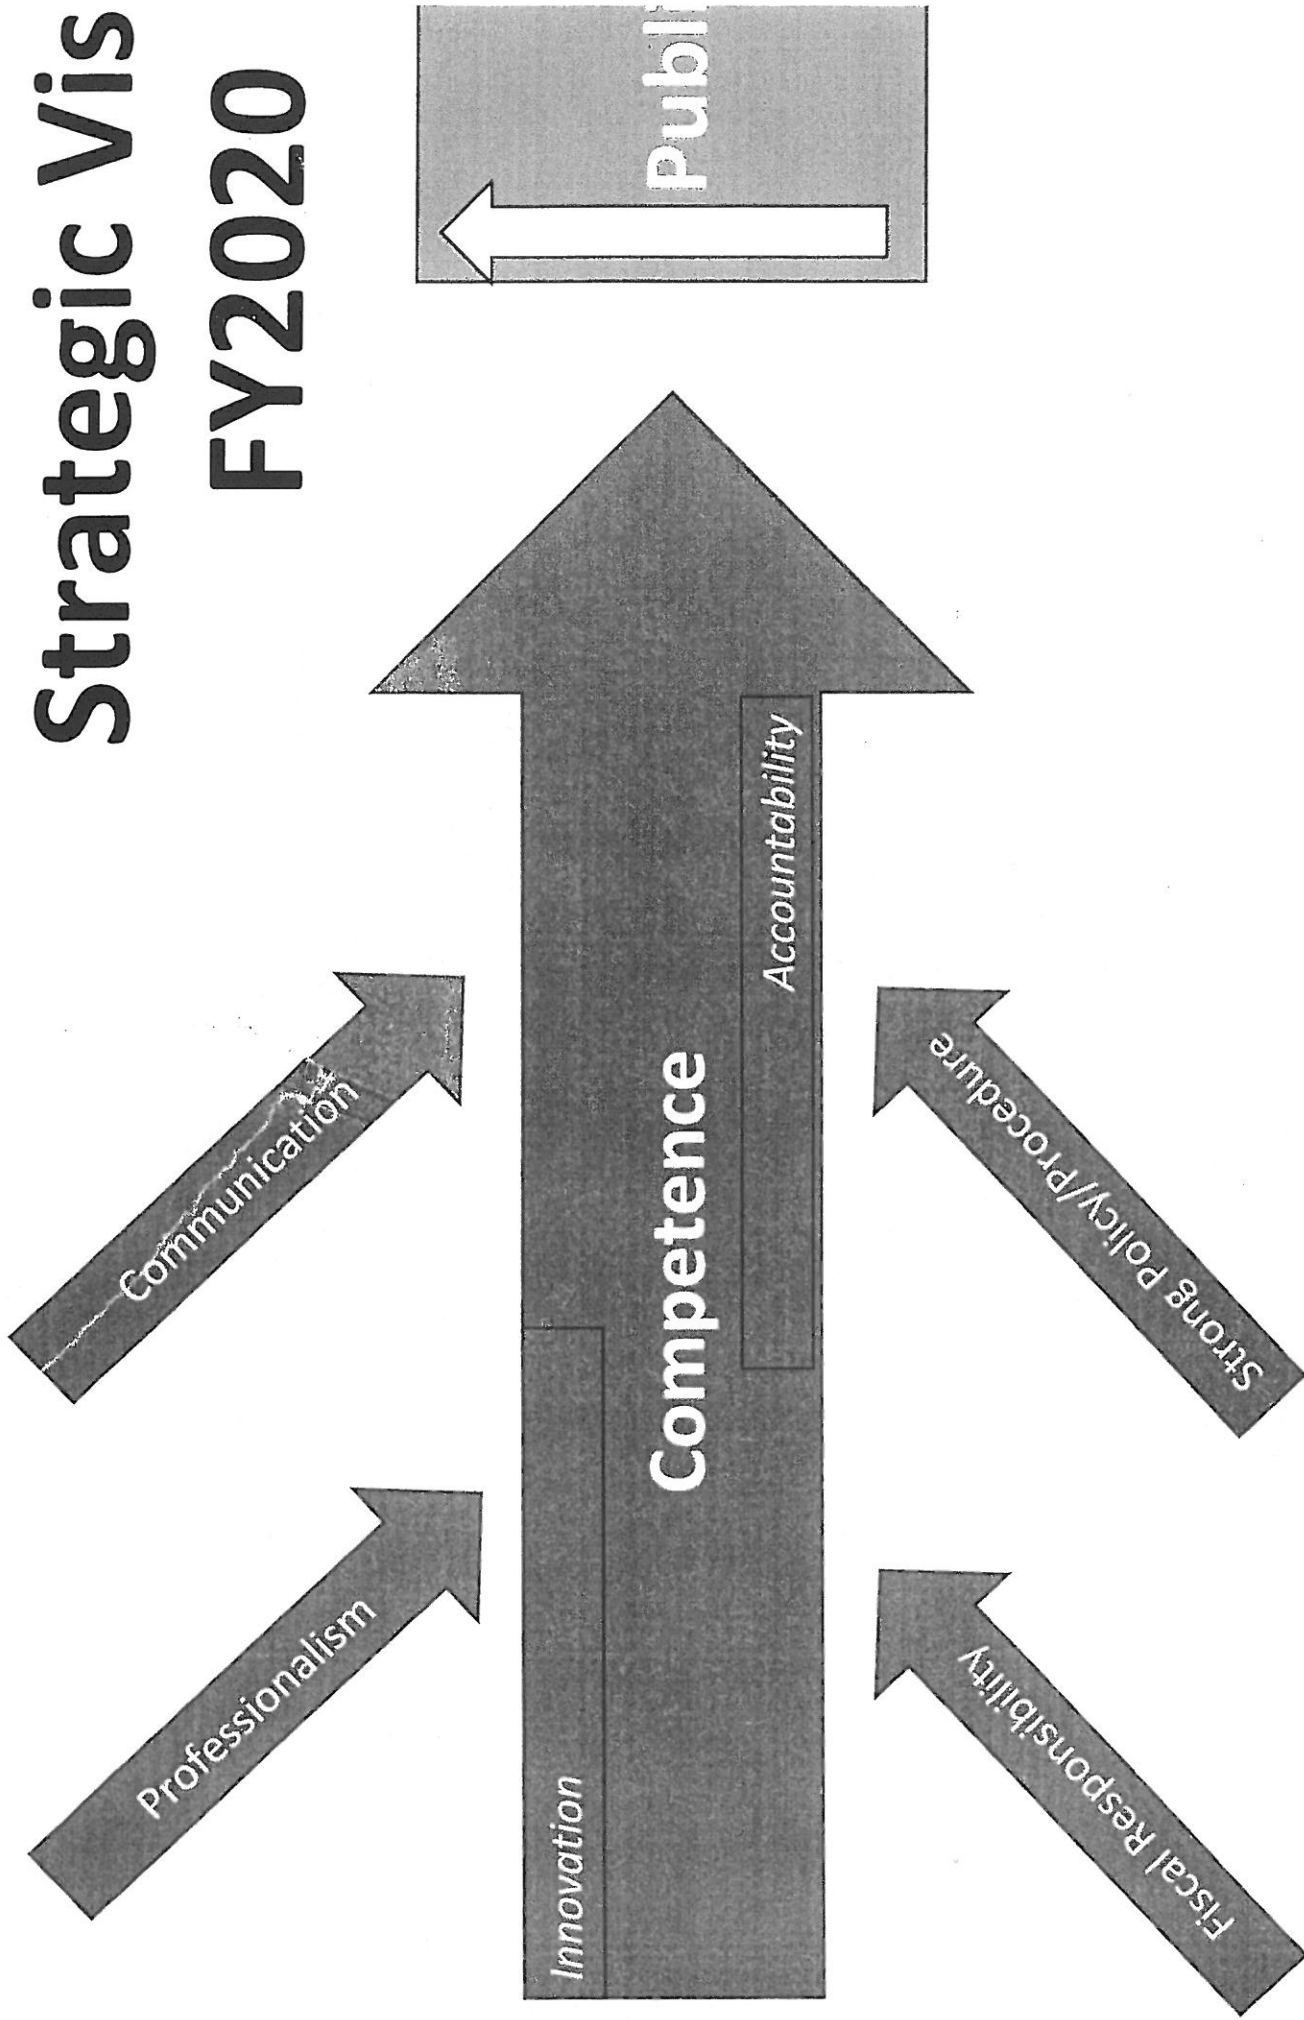 Strategic Vis
FY2020
Professionalism
Communication
Innovation
Competence
Accountability
Publi
Fiscal Responsibility
Strong Policy/Procedure